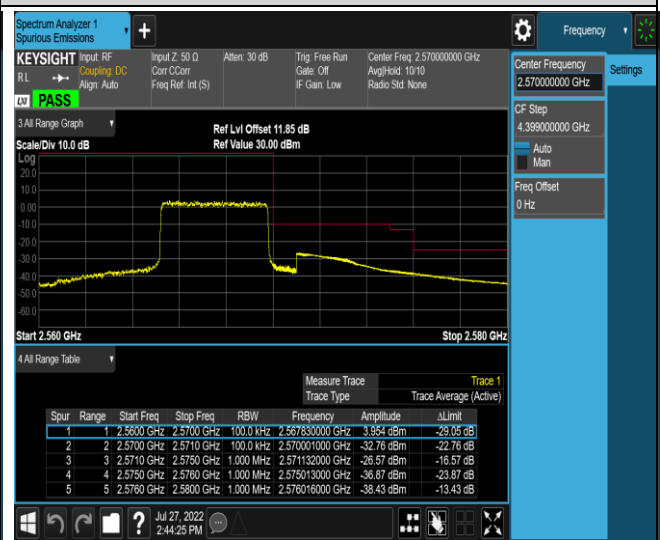 Spectrum Analyzer 1
Spurious Emissions
Frequency
KEYSIGHT
Input: RF
Coupling: DC
Align: Auto
Input Z: 50 Ω
Corr CCorr
Freq Ref: Int (S)
Atten: 30 dB
Trig: Free Run
Gate: Off
IF Gain: Low
Center Freq: 2.570000000 GHz
Avg|Hold: 10/10
Radio Std: None
RL
PASS
Center Frequency
2.570000000 GHz
Settings
CF Step
4.399000000 GHz
Auto
Man
Freq Offset
0 Hz
3 All Range Graph
Scale/Div 10.0 dB
Ref Lvl Offset 11.85 dB
Ref Value 30.00 dBm
Log
20.0
10.0
0.00
-10.0
-20.0
-30.0
-40.0
-50.0
-60.0
Start 2.560 GHz
Stop 2.580 GHz
4 All Range Table
Measure Trace Trace 1
Trace Type Trace Average (Active)
Spur Range Start Freq Stop Freq RBW Frequency Amplitude ΔLimit
1 1 2.5600 GHz 2.5700 GHz 100.0 kHz 2.567830000 GHz 3.954 dBm -29.05 dB
2 2 2.5700 GHz 2.5710 GHz 100.0 kHz 2.570001000 GHz -32.76 dBm -22.76 dB
3 3 2.5710 GHz 2.5750 GHz 1.000 MHz 2.571132000 GHz -26.57 dBm -16.57 dB
4 4 2.5750 GHz 2.5760 GHz 1.000 MHz 2.575013000 GHz -36.87 dBm -23.87 dB
5 5 2.5760 GHz 2.5800 GHz 1.000 MHz 2.576016000 GHz -38.43 dBm -13.43 dB
Jul 27, 2022
2:44:25 PM